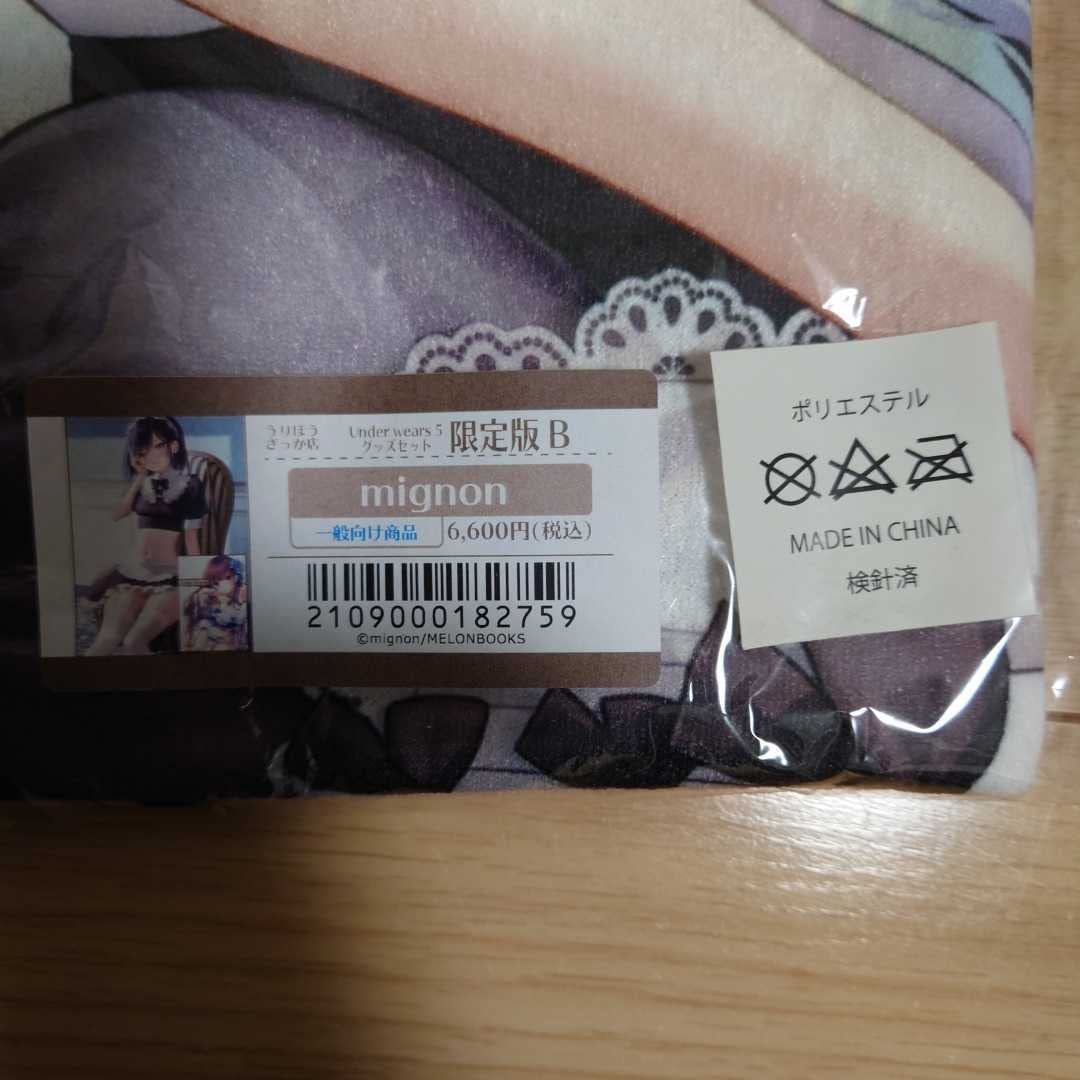 うりぼう
ざっか店
Under wears 5
グッズセット
限定版 B
mignon
一般向け商品
6,600円(税込)
2109000182759
©mignon/MELONBOOKS
ポリエステル
MADE IN CHINA
検針済